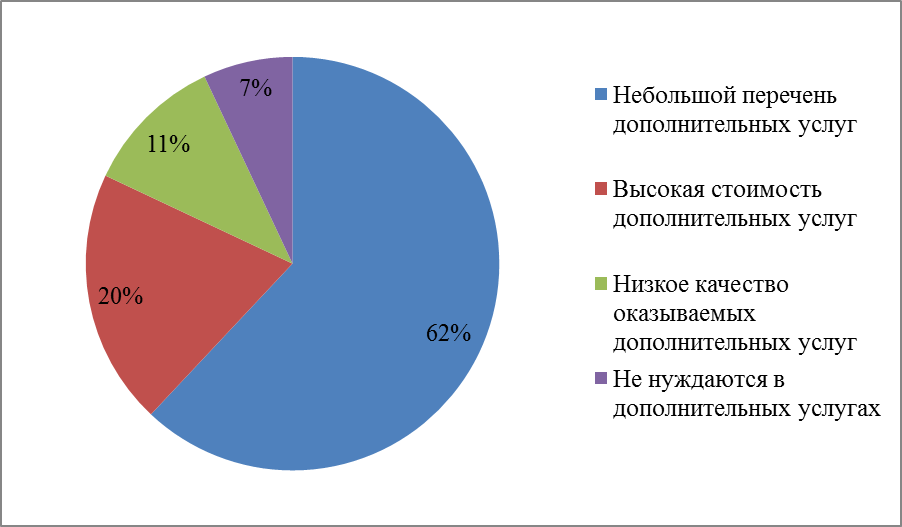 7%
11%
20%
62%
Небольшой перечень
дополнительных услуг
Высокая стоимость
дополнительных услуг
Низкое качество
оказываемых
дополнительных услуг
Не нуждаются в
дополнительных услугах